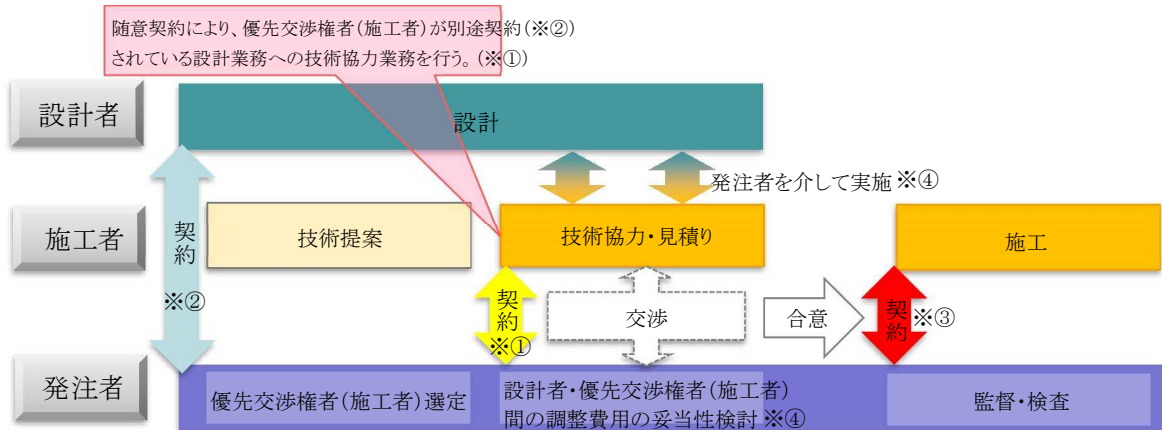 随意契約により、優先交渉権者(施工者)が別途契約(※②)
されている設計業務への技術協力業務を行う。(※①)
設計者
設計
発注者を介して実施※④
施工者
契約
※②
技術提案
技術協力・見積り
施工
契約
※①
交渉
合意
契約
※③
発注者
優先交渉権者(施工者)選定
設計者・優先交渉権者(施工者)
間の調整費用の妥当性検討※④
監督・検査